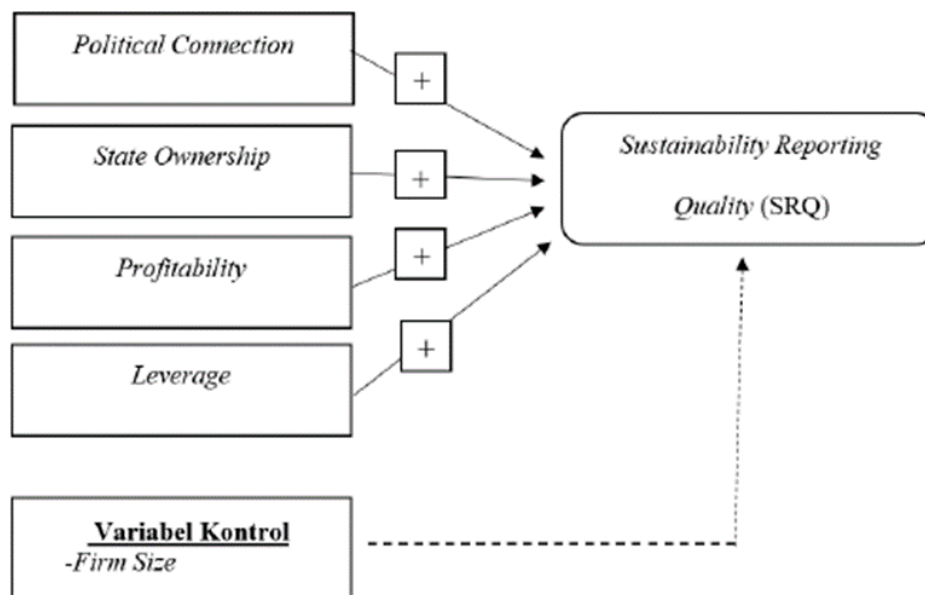 Political Connection
+
State Ownership
+
Profitability
+
Leverage
+
Sustainability Reporting
Quality (SRQ)
Variabel Kontrol
-Firm Size